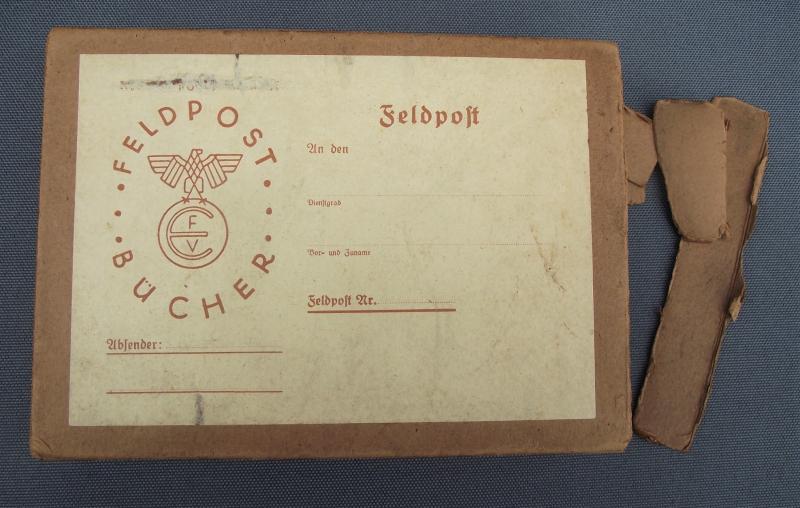 FELDPOST
BÜCHER
F
V
Feldpost
An den
Dienstgrad
Vor- und Zuname
Feldpost Nr.
Absender: